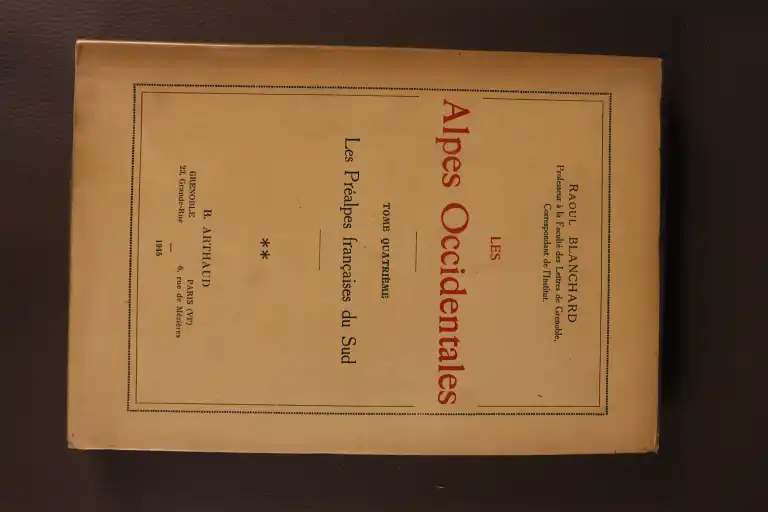 RAOUL BLANCHARD
Professeur à la Faculté des Lettres de Grenoble,
Correspondant de l'Institut.
LES
Alpes Occidentales
TOME QUATRIÈME
Les Préalpes françaises du Sud
**
B. ARTHAUD
GRENOBLE
23, Grande-Rue
—
PARIS (VIe)
6, rue de Mézières
1945